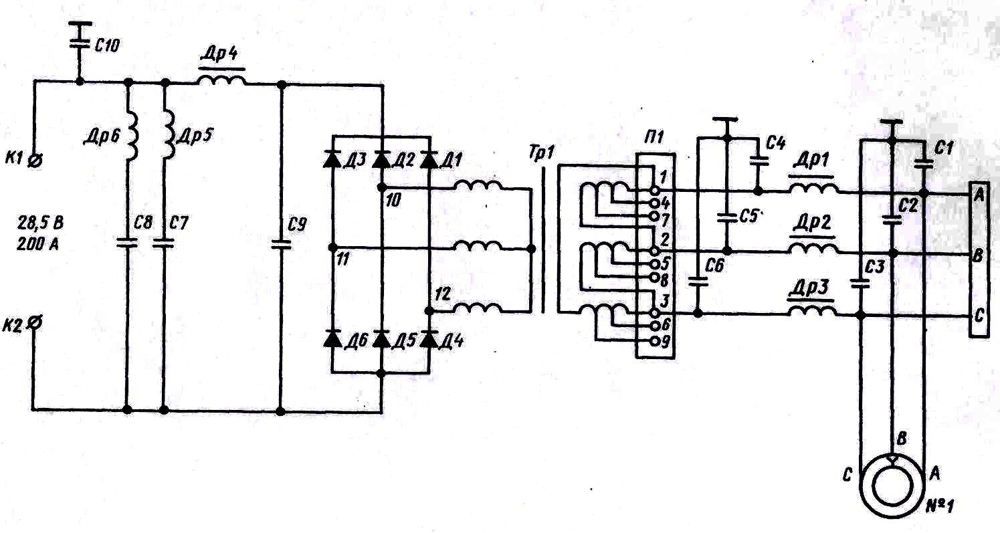 С10
Др4
К1
Др6
Др5
28,5 В
200 А
С8
С7
С9
К2
Д3
Д2
Д1
10
11
12
Д6
Д5
Д4
Тр1
П1
1
4
7
2
5
8
3
6
9
С4
С5
С6
Др1
Др2
Др3
С1
С2
С3
А
В
С
В
С
А
№1